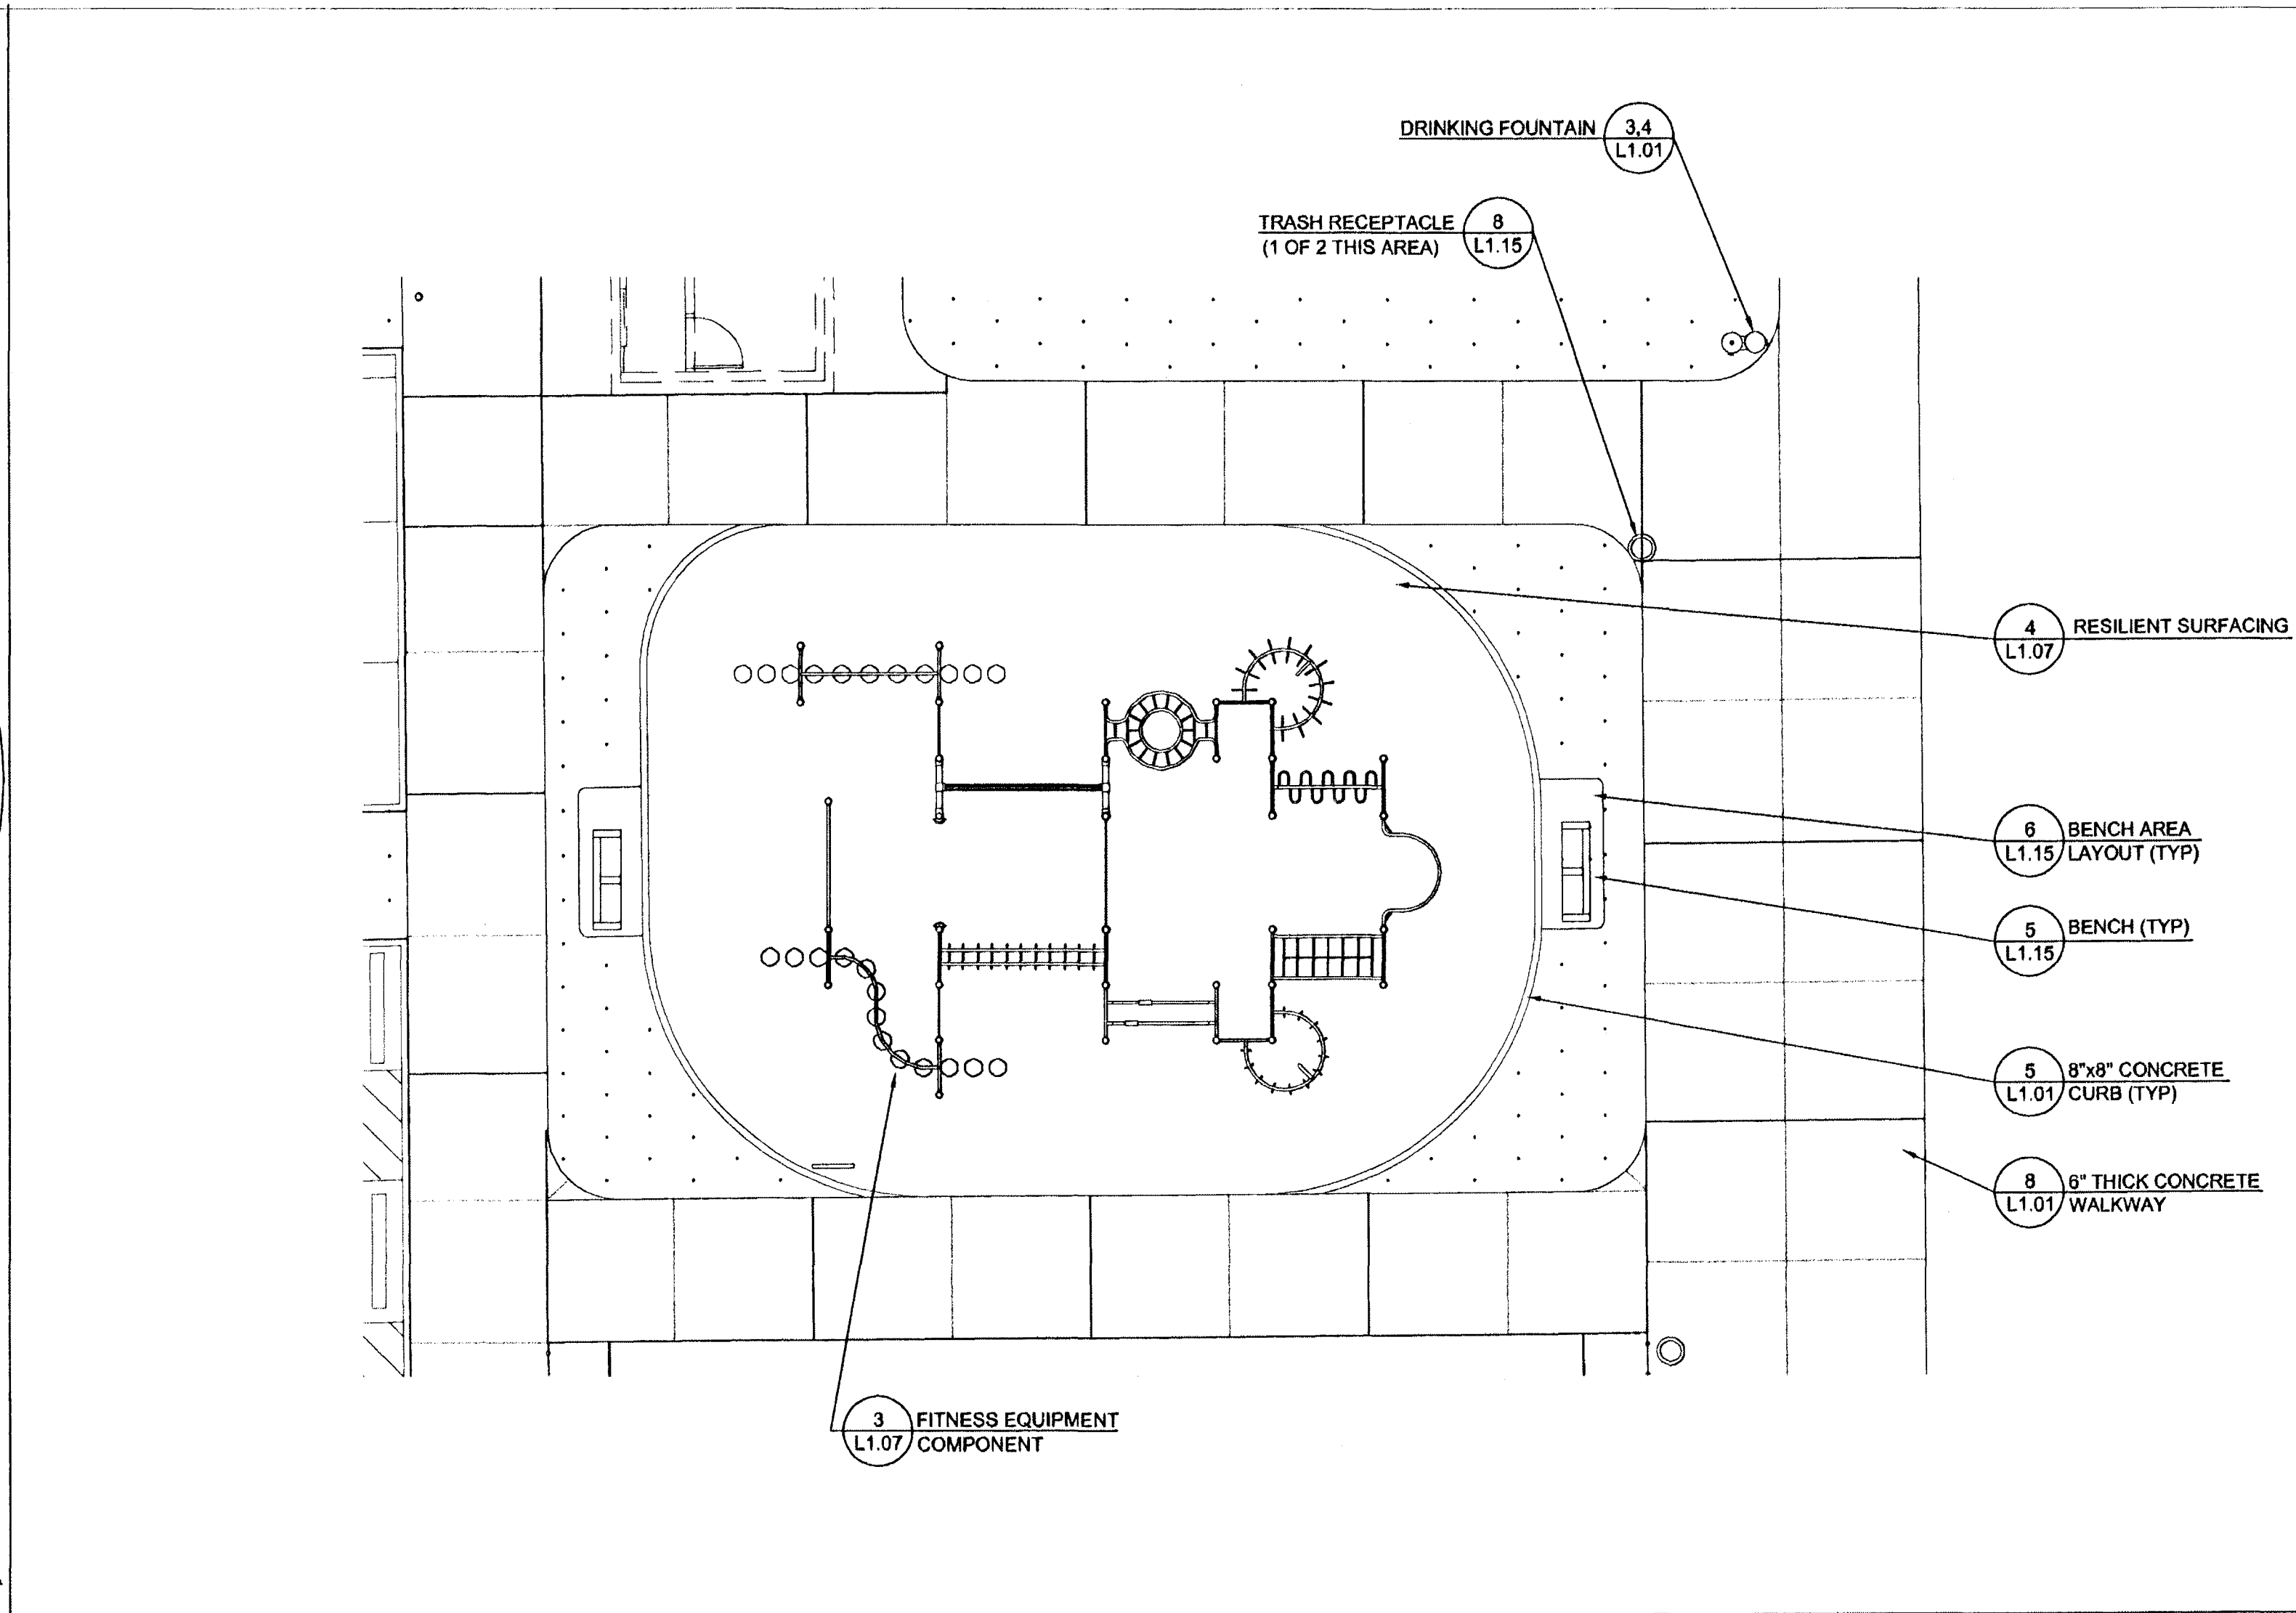 DRINKING FOUNTAIN
3,4
L1.01
TRASH RECEPTACLE
(1 OF 2 THIS AREA)
8
L1.15
4
L1.07
RESILIENT SURFACING
6
L1.15
BENCH AREA
LAYOUT (TYP)
5
L1.15
BENCH (TYP)
5
L1.01
8"x8" CONCRETE
CURB (TYP)
8
L1.01
6" THICK CONCRETE
WALKWAY
3
L1.07
FITNESS EQUIPMENT
COMPONENT